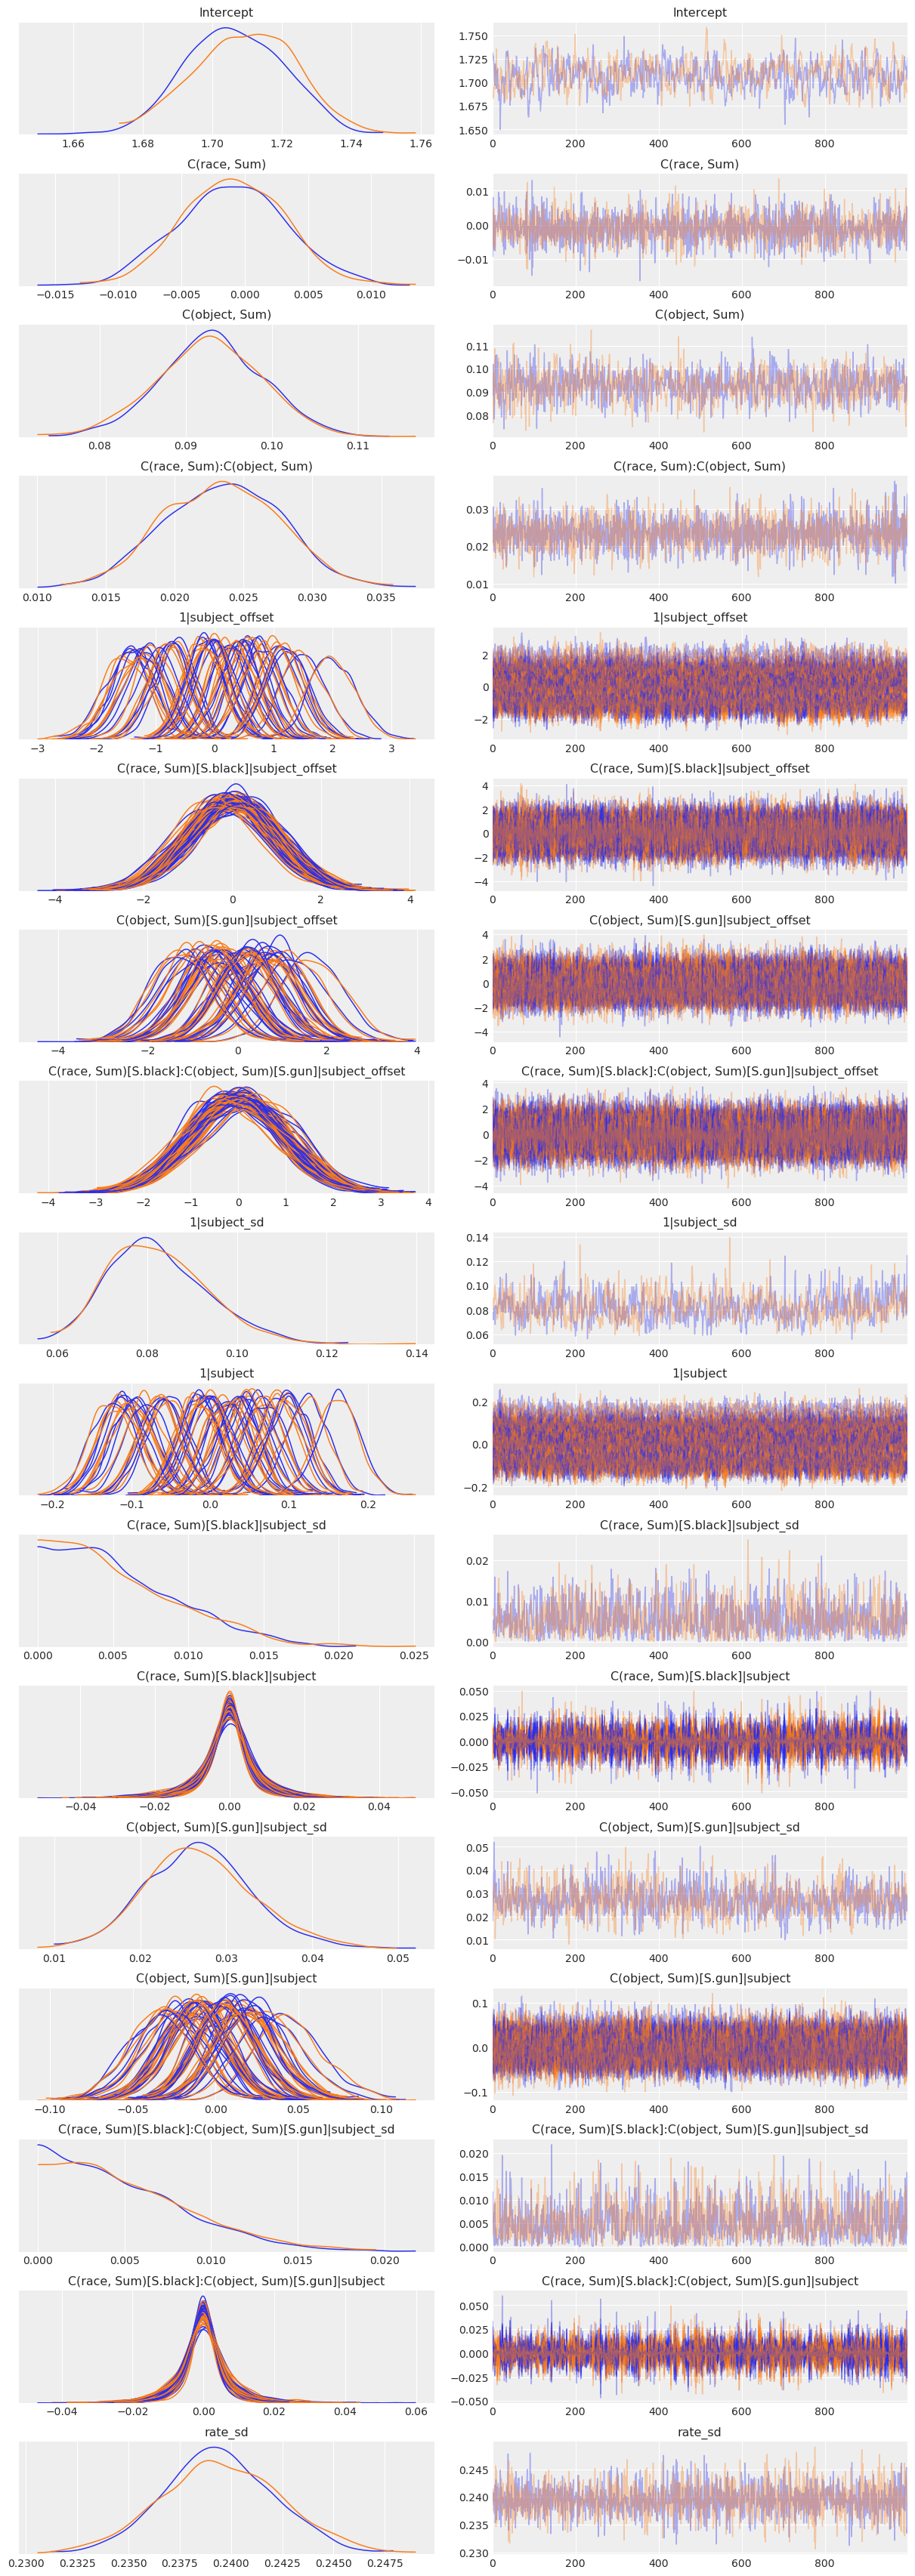 Intercept Intercept
1.750
1.725
1.700
1.675
1.650
1.66 1.68 1.70 1.72 1.74 1.76 0 200 400 600 800
C(race, Sum) C(race, Sum)
0.01
0.00
−0.01
−0.015 −0.010 −0.005 0.000 0.005 0.010 0 200 400 600 800
C(object, Sum) C(object, Sum)
0.11
0.10
0.09
0.08
0.08 0.09 0.10 0.11 0 200 400 600 800
C(race, Sum):C(object, Sum) C(race, Sum):C(object, Sum)
0.03
0.02
0.01
0.010 0.015 0.020 0.025 0.030 0.035 0 200 400 600 800
1|subject_offset 1|subject_offset
2
0
−2
−3 −2 −1 0 1 2 3 0 200 400 600 800
C(race, Sum)[S.black]|subject_offset C(race, Sum)[S.black]|subject_offset
4
2
0
−2
−4
−4 −2 0 2 4 0 200 400 600 800
C(object, Sum)[S.gun]|subject_offset C(object, Sum)[S.gun]|subject_offset
4
2
0
−2
−4
−4 −2 0 2 4 0 200 400 600 800
C(race, Sum)[S.black]:C(object, Sum)[S.gun]|subject_offset C(race, Sum)[S.black]:C(object, Sum)[S.gun]|subject_offset
4
2
0
−2
−4
−4 −3 −2 −1 0 1 2 3 4 0 200 400 600 800
1|subject_sd 1|subject_sd
0.14
0.12
0.10
0.08
0.06
0.06 0.08 0.10 0.12 0.14 0 200 400 600 800
1|subject 1|subject
0.2
0.0
−0.2
−0.2 −0.1 0.0 0.1 0.2 0 200 400 600 800
C(race, Sum)[S.black]|subject_sd C(race, Sum)[S.black]|subject_sd
0.02
0.01
0.00
0.000 0.005 0.010 0.015 0.020 0.025 0 200 400 600 800
C(race, Sum)[S.black]|subject C(race, Sum)[S.black]|subject
0.050
0.025
0.000
−0.025
−0.050
−0.04 −0.02 0.00 0.02 0.04 0 200 400 600 800
C(object, Sum)[S.gun]|subject_sd C(object, Sum)[S.gun]|subject_sd
0.05
0.04
0.03
0.02
0.01
0.01 0.02 0.03 0.04 0.05 0 200 400 600 800
C(object, Sum)[S.gun]|subject C(object, Sum)[S.gun]|subject
0.1
0.0
−0.1
−0.10 −0.05 0.00 0.05 0.10 0 200 400 600 800
C(race, Sum)[S.black]:C(object, Sum)[S.gun]|subject_sd C(race, Sum)[S.black]:C(object, Sum)[S.gun]|subject_sd
0.020
0.015
0.010
0.005
0.000
0.000 0.005 0.010 0.015 0.020 0 200 400 600 800
C(race, Sum)[S.black]:C(object, Sum)[S.gun]|subject C(race, Sum)[S.black]:C(object, Sum)[S.gun]|subject
0.050
0.025
0.000
−0.025
−0.050
−0.04 −0.02 0.00 0.02 0.04 0.06 0 200 400 600 800
rate_sd rate_sd
0.245
0.240
0.235
0.230
0.2300 0.2325 0.2350 0.2375 0.2400 0.2425 0.2450 0.2475 0 200 400 600 800